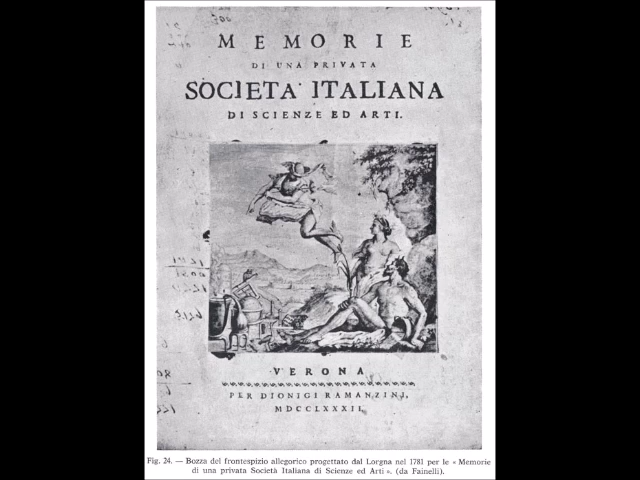 MEMORIE
DI UNA PRIVATA
SOCIETA' ITALIANA
DI SCIENZE ED ARTI.
VERONA
PER DIONIGI RAMANZINI,
MDCCLXXXII.
Fig. 24. — Bozza del frontespizio allegorico progettato dal Lorgna nel 1781 per le « Memorie
di una privata Società Italiana di Scienze ed Arti ». (da Fainelli).